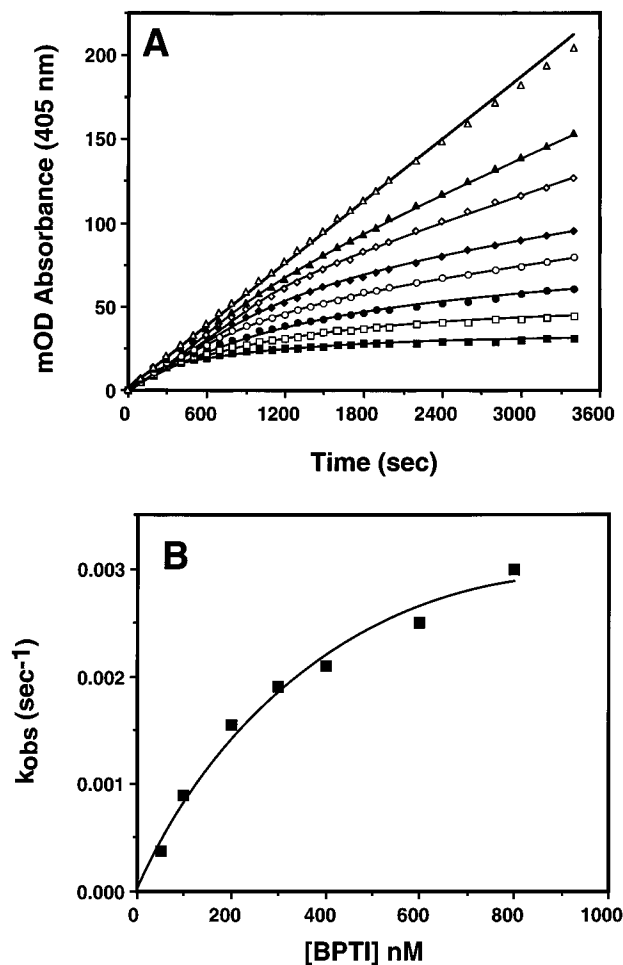 A
mOD Absorbance (405 nm)
200
150
100
50
0
0 600 1200 1800 2400 3000 3600
Time (sec)
B
kobs (sec-1)
0.003
0.002
0.001
0.000
0 200 400 600 800 1000
[BPTI] nM